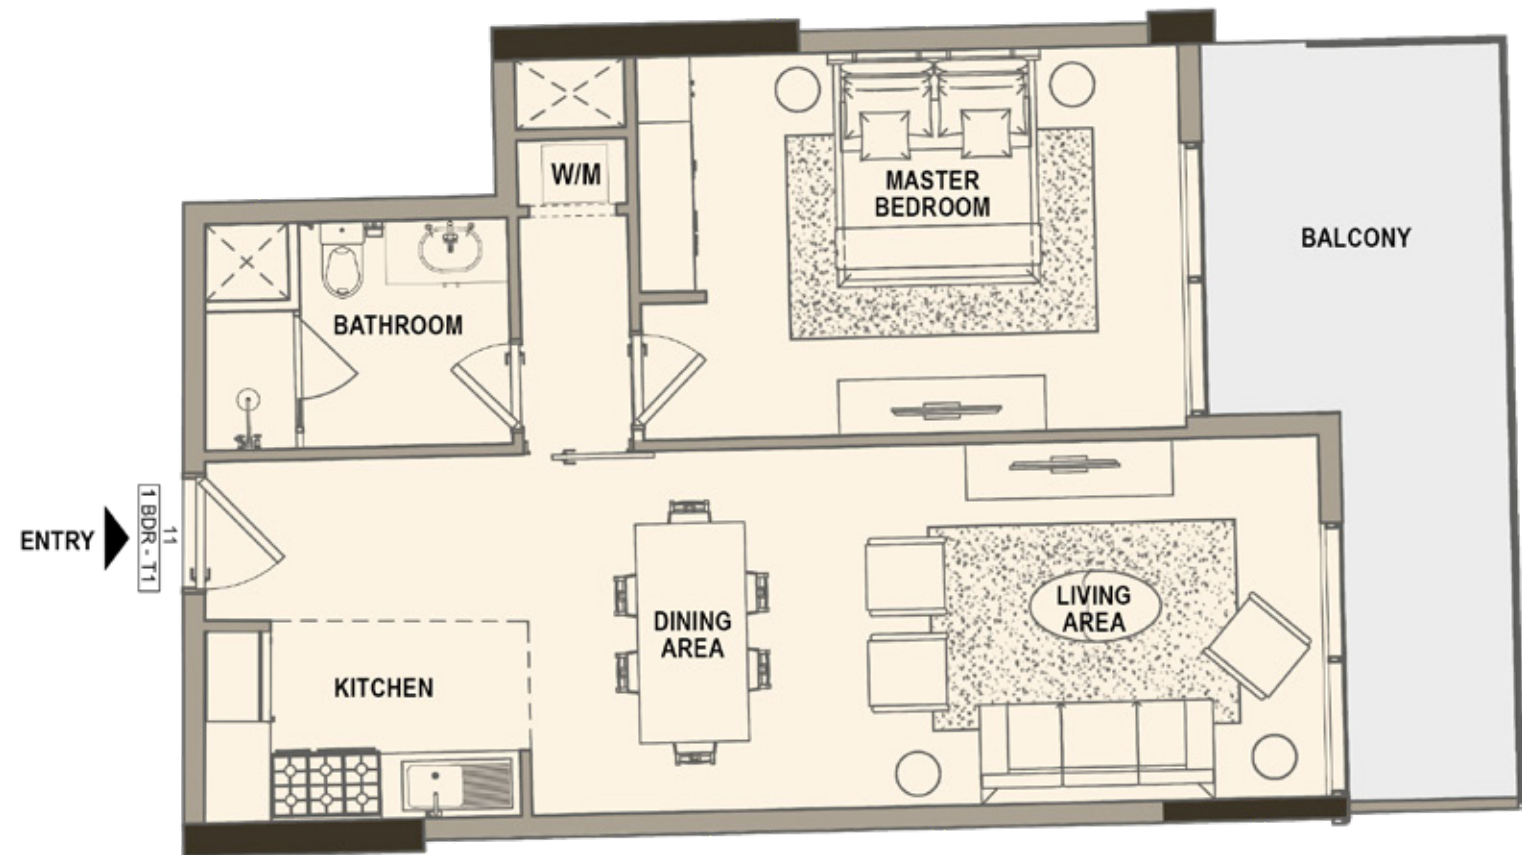 W/M
MASTER
BEDROOM
BALCONY
BATHROOM
ENTRY
11
1 BDR - T1
DINING
AREA
LIVING
AREA
KITCHEN